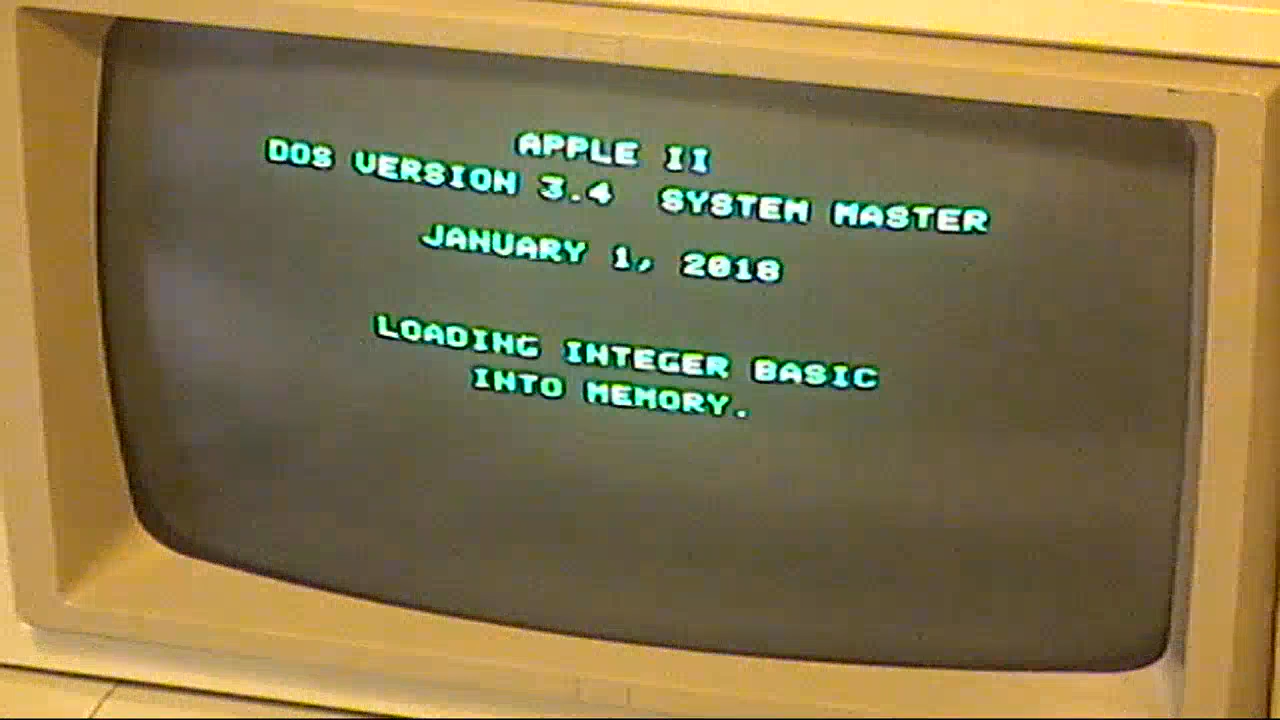 APPLE II
DOS VERSION 3.4 SYSTEM MASTER
JANUARY 1, 2018
LOADING INTEGER BASIC
INTO MEMORY.